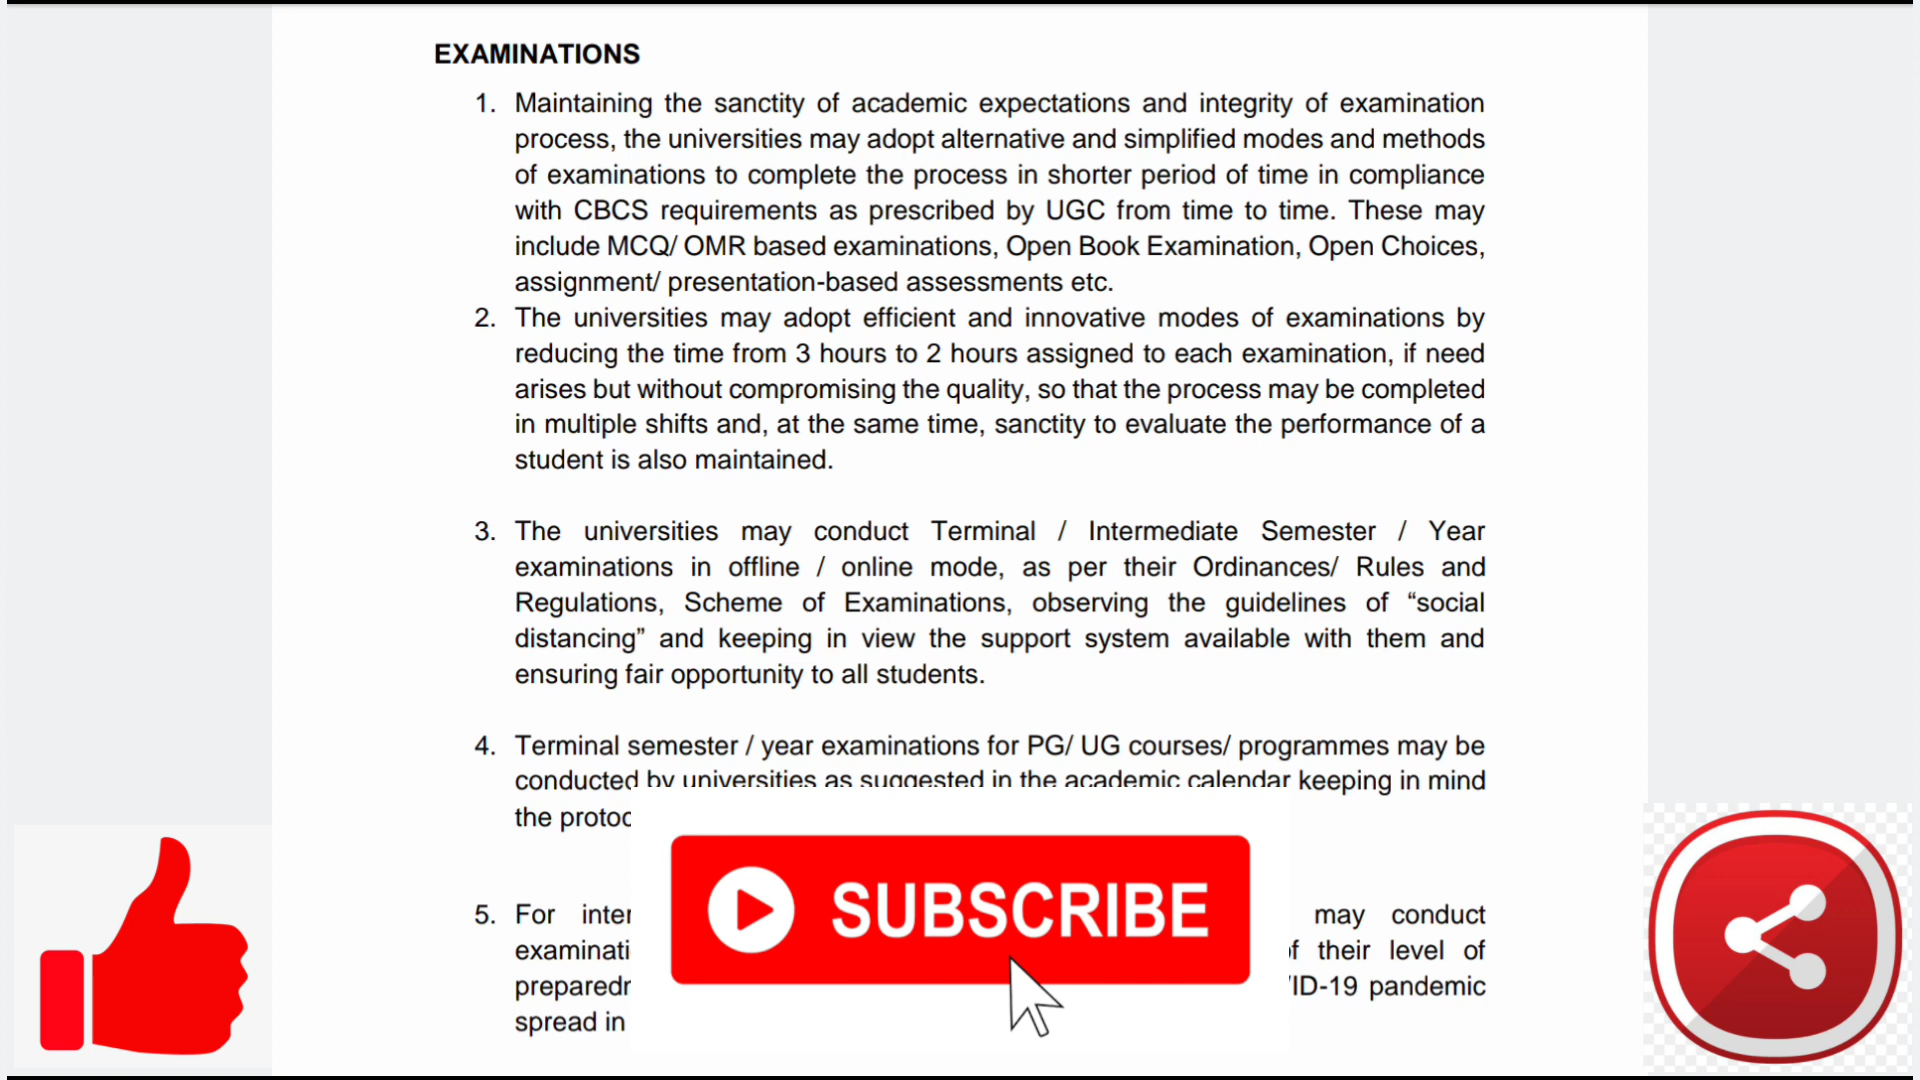 EXAMINATIONS
1. Maintaining the sanctity of academic expectations and integrity of examination
process, the universities may adopt alternative and simplified modes and methods
of examinations to complete the process in shorter period of time in compliance
with CBCS requirements as prescribed by UGC from time to time. These may
include MCQ/ OMR based examinations, Open Book Examination, Open Choices,
assignment/ presentation-based assessments etc.
2. The universities may adopt efficient and innovative modes of examinations by
reducing the time from 3 hours to 2 hours assigned to each examination, if need
arises but without compromising the quality, so that the process may be completed
in multiple shifts and, at the same time, sanctity to evaluate the performance of a
student is also maintained.
3. The universities may conduct Terminal / Intermediate Semester / Year
examinations in offline / online mode, as per their Ordinances/ Rules and
Regulations, Scheme of Examinations, observing the guidelines of “social
distancing” and keeping in view the support system available with them and
ensuring fair opportunity to all students.
4. Terminal semester / year examinations for PG/ UG courses/ programmes may be
conducted by universities as suggested in the academic calendar keeping in mind
the
5. For may conduct
their level of
pandemic
spread in
SUBSCRIBE